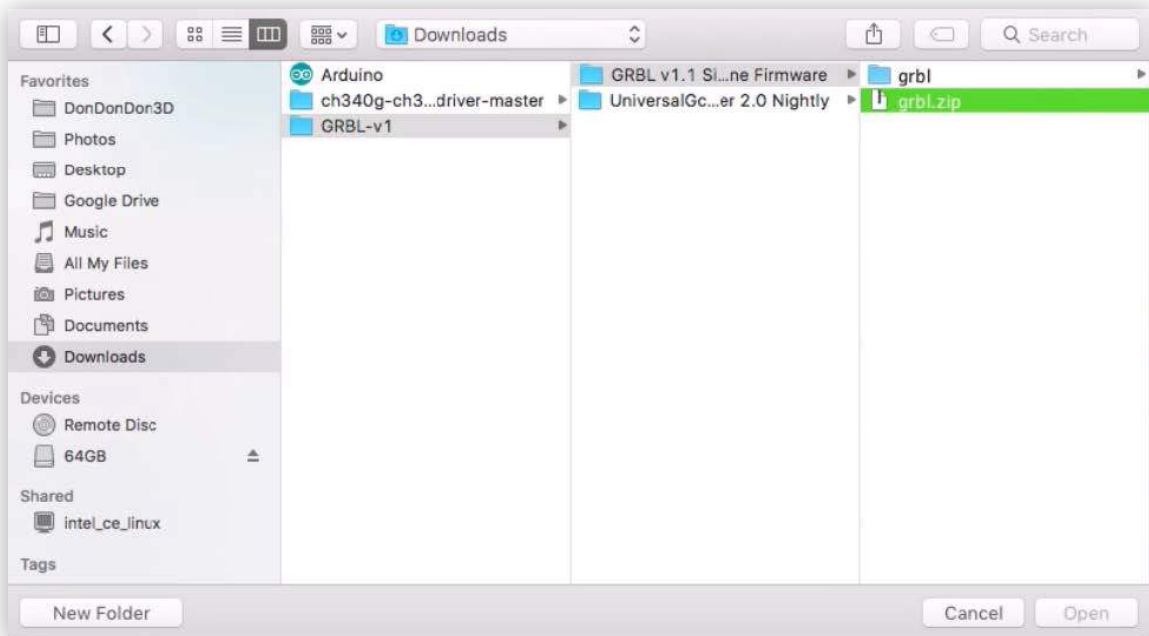 Downloads
Search
Favorites
DonDonDon3D
Photos
Desktop
Google Drive
Music
All My Files
Pictures
Documents
Downloads
Devices
Remote Disc
64GB
Shared
intel_ce_linux
Tags
Arduino
ch340g-ch3...driver-master
GRBL-v1
GRBL v1.1 Si...ne Firmware
UniversalGc...er 2.0 Nightly
grbl
grbl.zip
New Folder
Cancel
Open